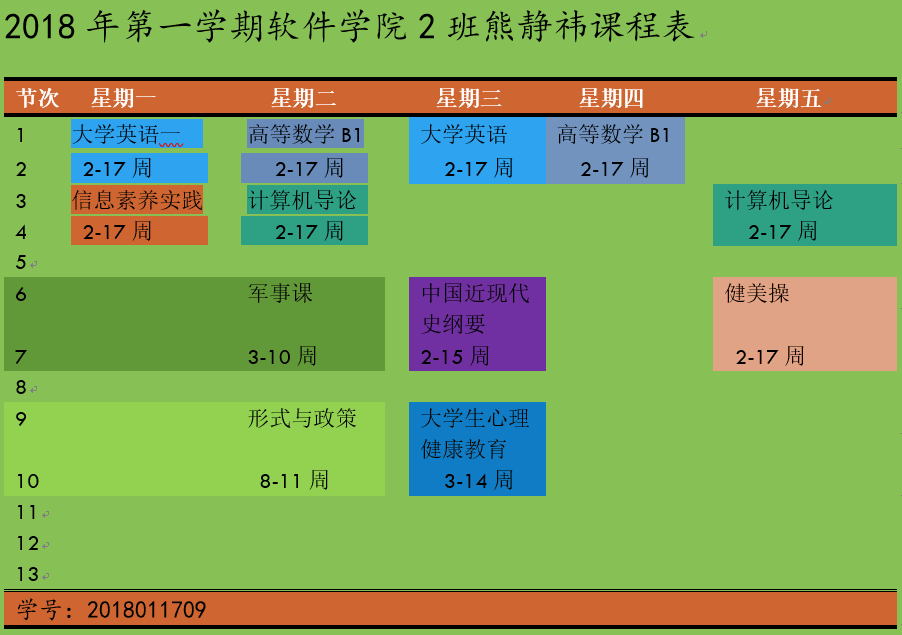 2018 年第一学期软件学院 2 班熊静祎课程表
节次 星期一 星期二 星期三 星期四 星期五
1 大学英语一 高等数学 B1 大学英语 高等数学 B1
2 2-17 周 2-17 周 2-17 周 2-17 周
3 信息素养实践 计算机导论 计算机导论
4 2-17 周 2-17 周 2-17 周
5
6 军事课 中国近现代 健美操
史纲要
7 3-10 周 2-15 周 2-17 周
8
9 形式与政策 大学生心理
健康教育
10 8-11 周 3-14 周
11
12
13
学号：2018011709